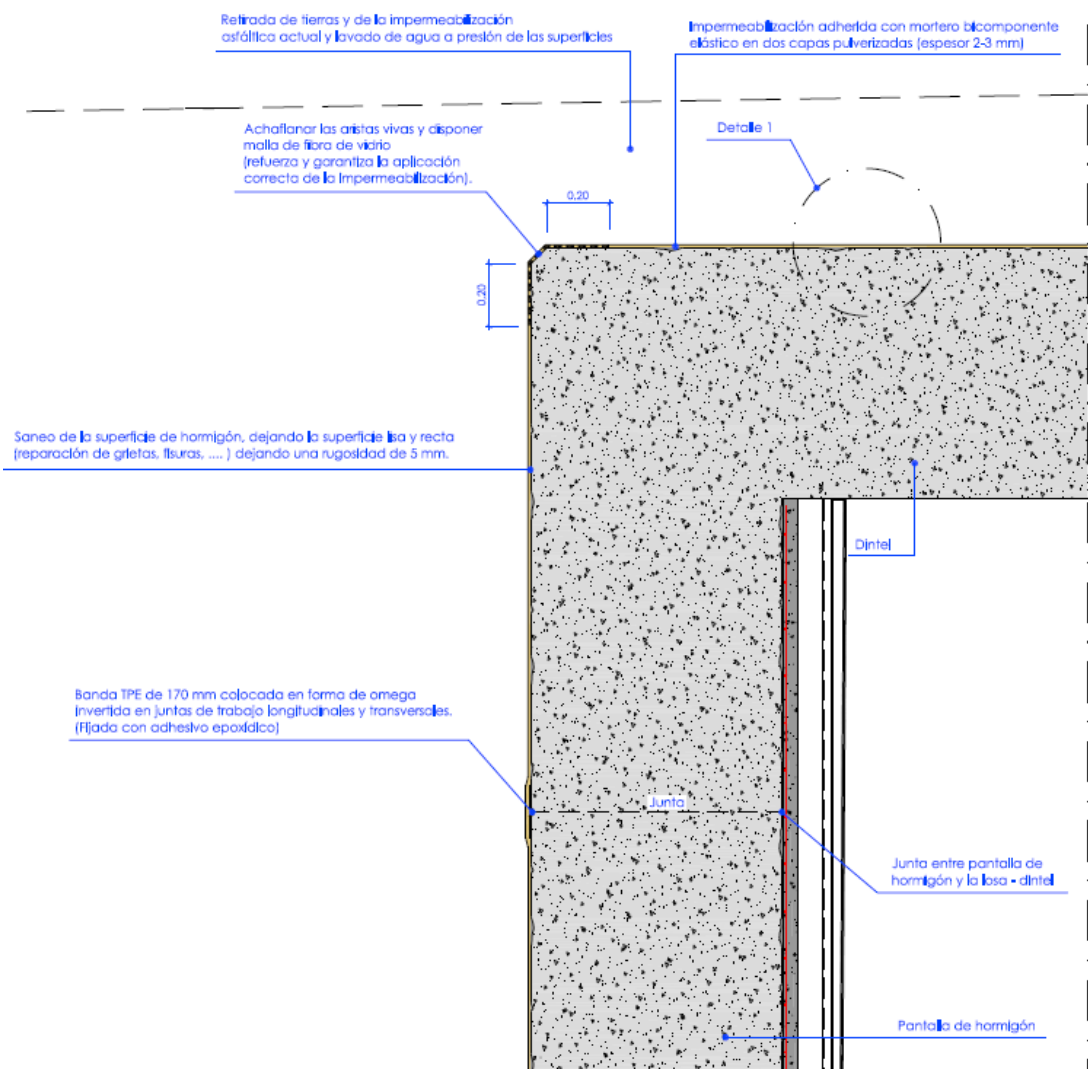 Retirada de tierras y de la impermeabilización
asfáltica actual y lavado de agua a presión de las superficies
Impermeabilización adherida con mortero bicomponente
elástico en dos capas pulverizadas (espesor 2-3 mm)
Achaflanar las aristas vivas y disponer
malla de fibra de vidrio
(refuerza y garantiza la aplicación
correcta de la impermeabilización).
Detalle 1
0,20
0,20
Saneo de la superficie de hormigón, dejando la superficie lisa y recta
(reparación de grietas, fisuras, .... ) dejando una rugosidad de 5 mm.
Dintel
Banda TPE de 170 mm colocada en forma de omega
invertida en juntas de trabajo longitudinales y transversales.
(Fijada con adhesivo epoxídico)
Junta
Junta entre pantalla de
hormigón y la losa - dintel
Pantalla de hormigón